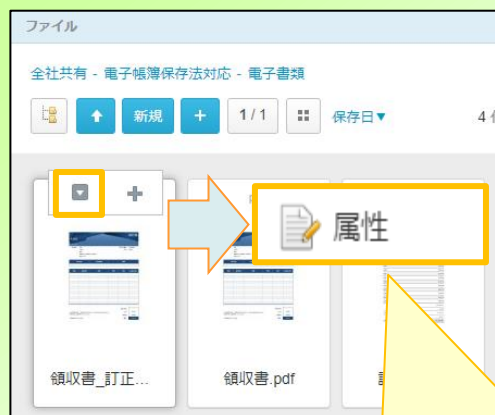 ファイル
全社共有 - 電子帳簿保存法対応 - 電子書類
新規
+
1 / 1
保存日▼
4
+
属性
領収書_訂正...
領収書.pdf